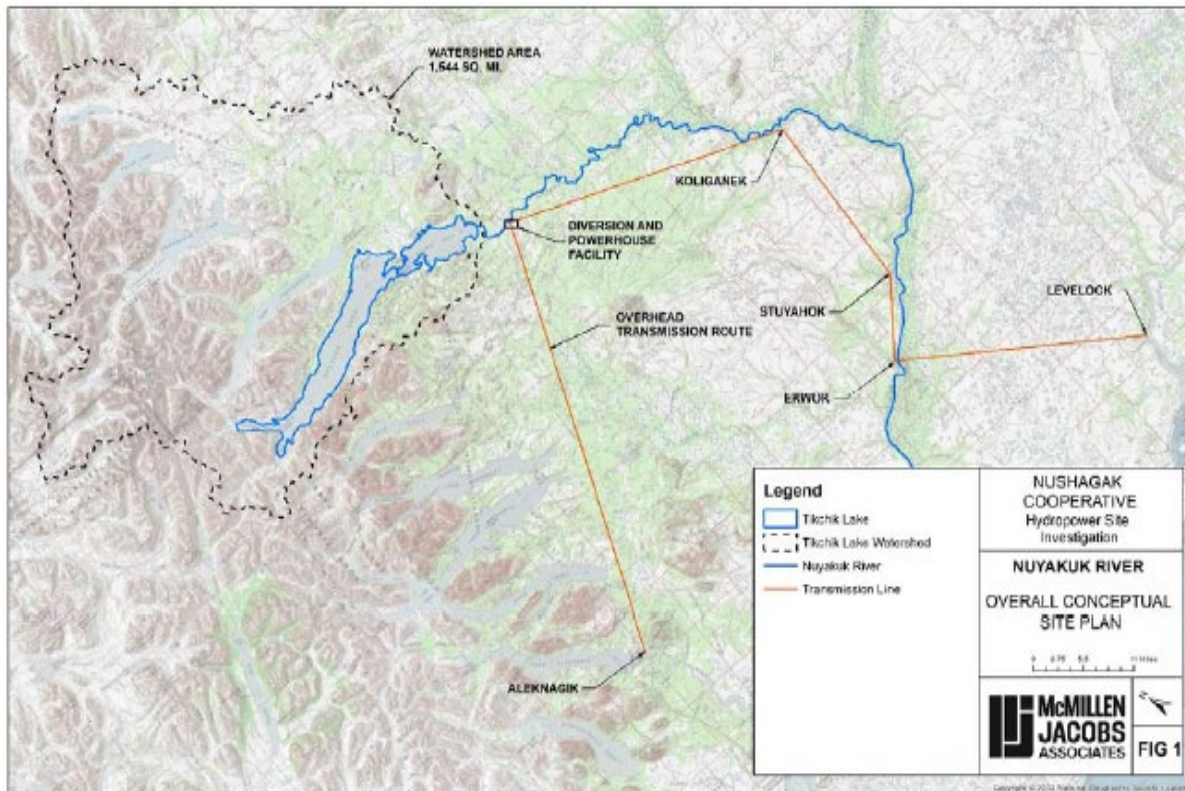 WATERSHED AREA
1,544 SQ. MI.
KOLIGANEK
DIVERSION AND
POWERHOUSE
FACILITY
LEVELOCK
STUYAHOK
OVERHEAD
TRANSMISSION ROUTE
ERWUK
ALEKNAGIK
Legend
Tikchik Lake
Tikchik Lake Watershed
Nuyakuk River
Transmission Line
NUSHAGAK
COOPERATIVE
Hydropower Site
Investigation
NUYAKUK RIVER
OVERALL CONCEPTUAL
SITE PLAN
McMILLEN
JACOBS
ASSOCIATES
FIG 1